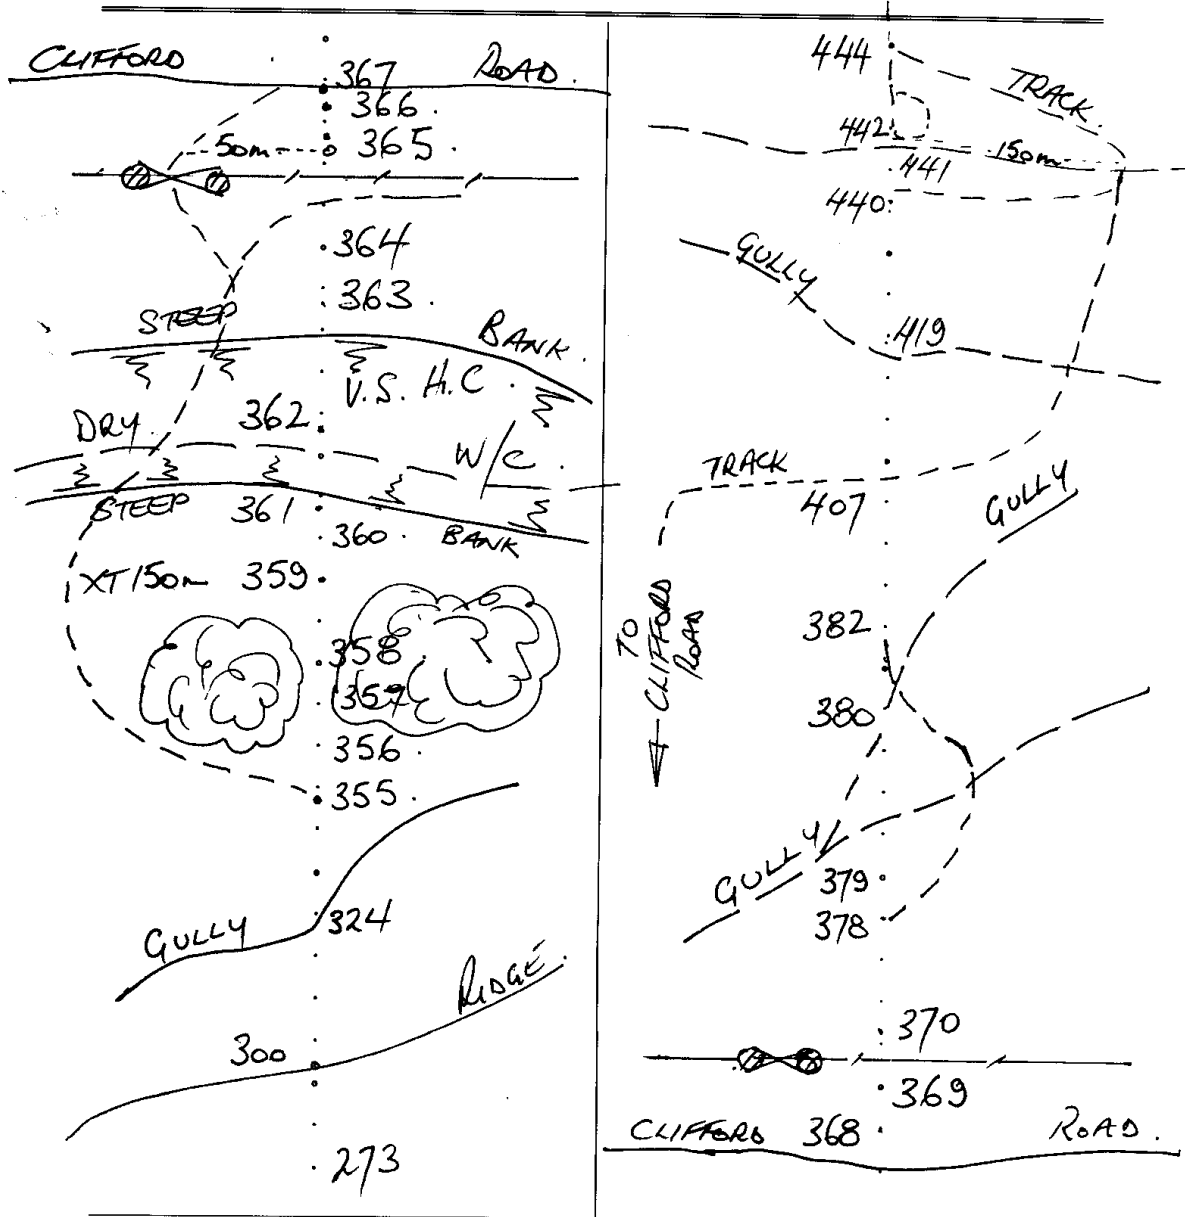 CLIFFORD ROAD.
367
366.
50m 365.
364
363.
STEEP BANK.
V.S. H.C.
DRY 362 W/C.
STEEP 361
360. BANK
XT 150m 359
358.
357
356.
355.
GULLY 324
RIDGE.
300
273
444 TRACK.
442 150m
441
440
GULLY
419
TRACK
407 GULLY
TO CLIFFORD ROAD
382
380
GULLY
379
378
370
369
CLIFFORD 368 ROAD.